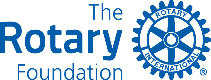 The
Rotary
Foundation
ROTARY
INTERNATIONAL
®